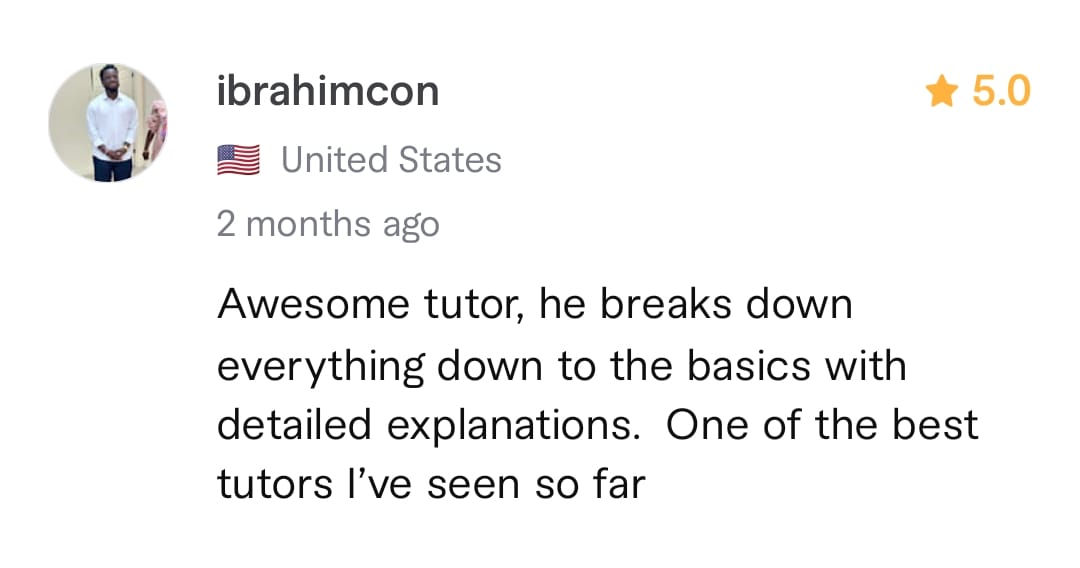 ibrahimcon
★ 5.0
🇺🇸 United States
2 months ago
Awesome tutor, he breaks down
everything down to the basics with
detailed explanations.  One of the best
tutors I’ve seen so far